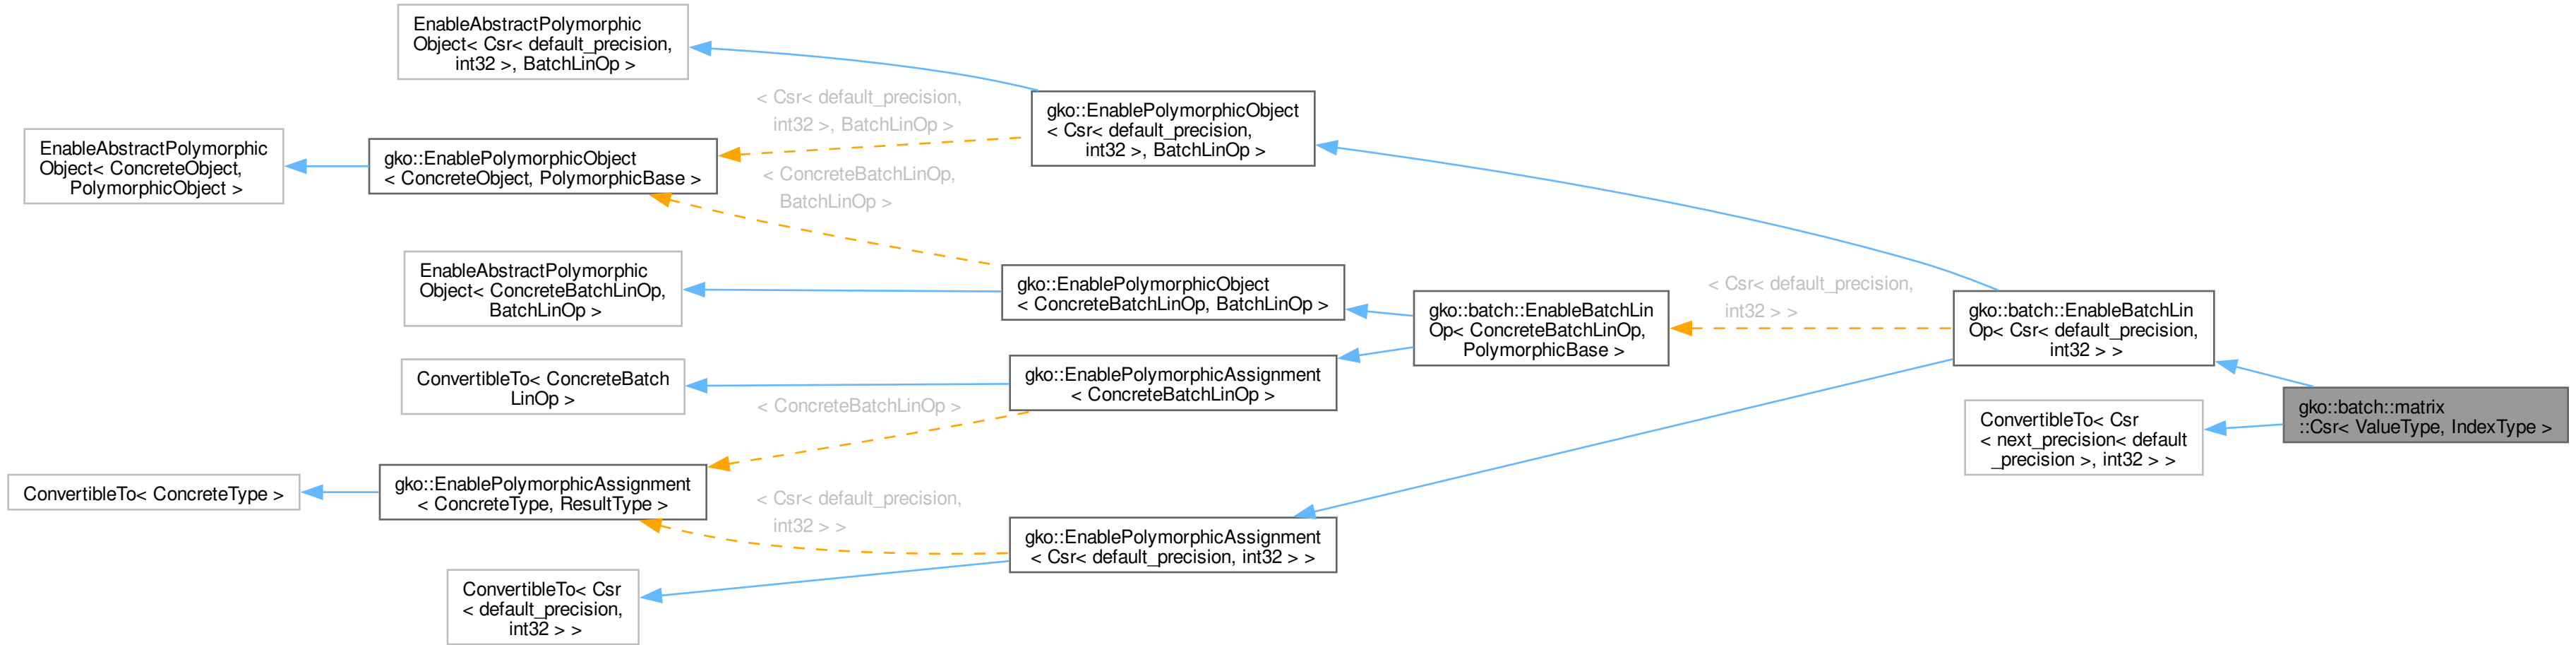 EnableAbstractPolymorphic
Object< Csr< default_precision,
int32 >, BatchLinOp >
< Csr< default_precision,
int32 >, BatchLinOp >
gko::EnablePolymorphicObject
< Csr< default_precision,
int32 >, BatchLinOp >
EnableAbstractPolymorphic
Object< ConcreteObject,
PolymorphicObject >
gko::EnablePolymorphicObject
< ConcreteObject, PolymorphicBase >
< ConcreteBatchLinOp,
BatchLinOp >
EnableAbstractPolymorphic
Object< ConcreteBatchLinOp,
BatchLinOp >
gko::EnablePolymorphicObject
< ConcreteBatchLinOp, BatchLinOp >
gko::batch::EnableBatchLin
Op< ConcreteBatchLinOp,
PolymorphicBase >
< Csr< default_precision,
int32 > >
gko::batch::EnableBatchLin
Op< Csr< default_precision,
int32 > >
ConvertibleTo< ConcreteBatch
LinOp >
gko::EnablePolymorphicAssignment
< ConcreteBatchLinOp >
< ConcreteBatchLinOp >
ConvertibleTo< Csr
< next_precision< default
_precision >, int32 > >
gko::batch::matrix
::Csr< ValueType, IndexType >
ConvertibleTo< ConcreteType >
gko::EnablePolymorphicAssignment
< ConcreteType, ResultType >
< Csr< default_precision,
int32 > >
gko::EnablePolymorphicAssignment
< Csr< default_precision, int32 > >
ConvertibleTo< Csr
< default_precision,
int32 > >